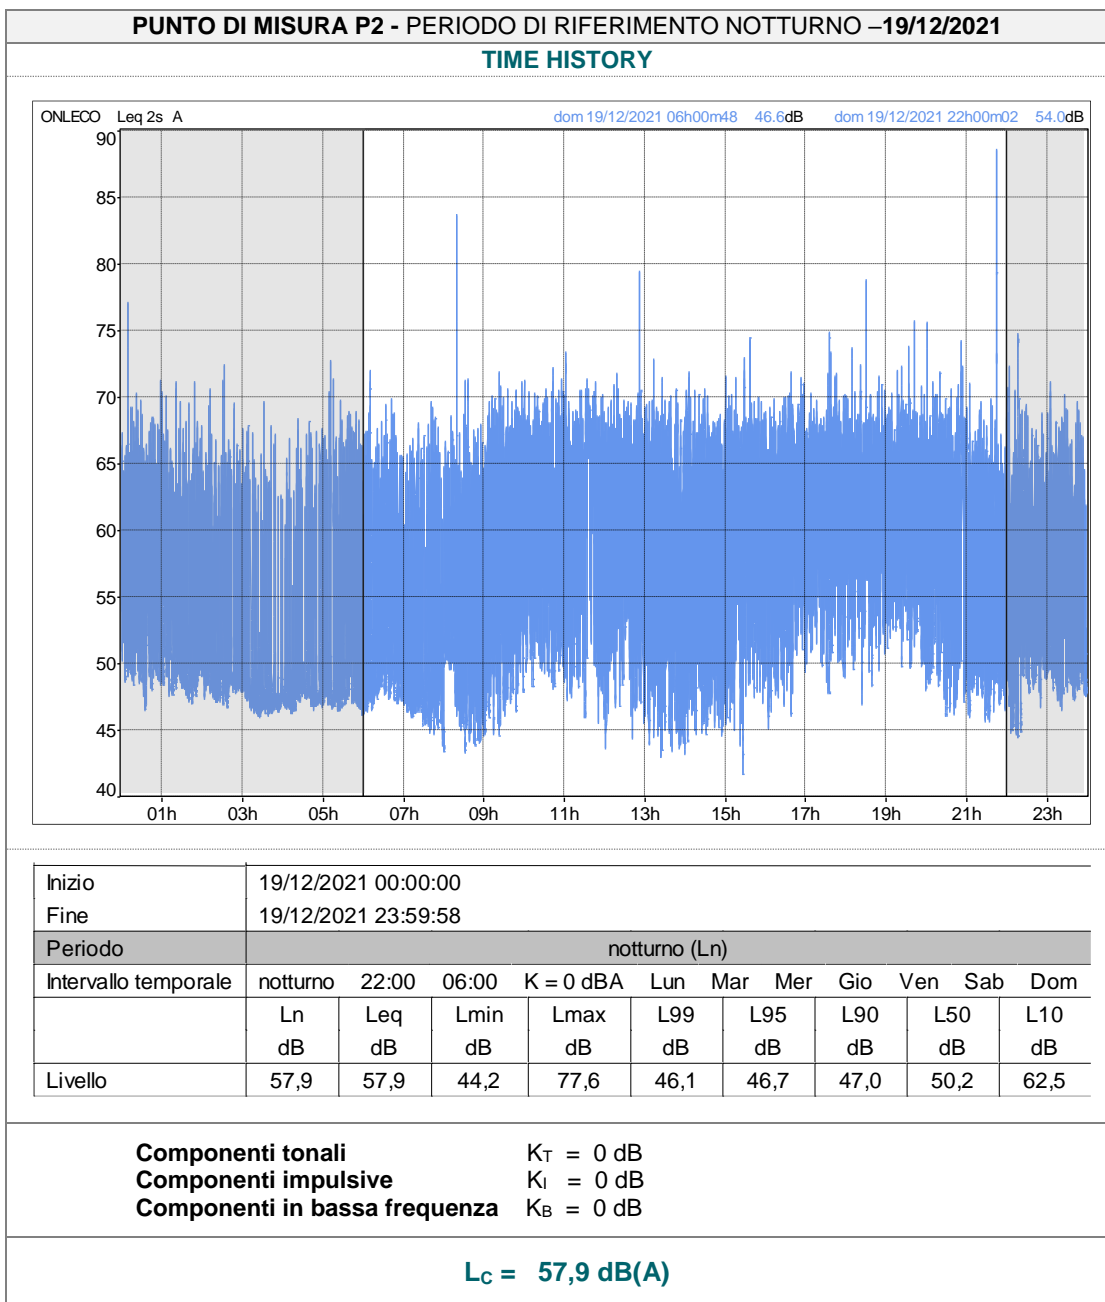 PUNTO DI MISURA P2 - PERIODO DI RIFERIMENTO NOTTURNO –19/12/2021
TIME HISTORY
ONLECO Leq 2s A dom 19/12/2021 06h00m48 46.6dB dom 19/12/2021 22h00m02 54.0dB
90
85
80
75
70
65
60
55
50
45
40
01h 03h 05h 07h 09h 11h 13h 15h 17h 19h 21h 23h
Inizio 19/12/2021 00:00:00
Fine 19/12/2021 23:59:58
Periodo notturno (Ln)
Intervallo temporale notturno 22:00 06:00 K = 0 dBA Lun Mar Mer Gio Ven Sab Dom
Ln Leq Lmin Lmax L99 L95 L90 L50 L10
dB dB dB dB dB dB dB dB dB
Livello 57,9 57,9 44,2 77,6 46,1 46,7 47,0 50,2 62,5
Componenti tonali KT = 0 dB
Componenti impulsive KI = 0 dB
Componenti in bassa frequenza KB = 0 dB
LC = 57,9 dB(A)